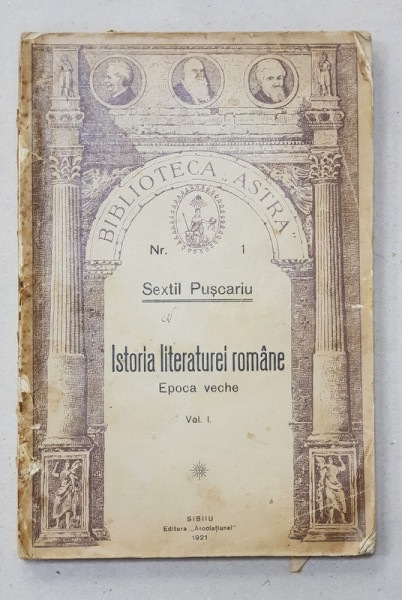 BIBLIOTECA „ASTRA"
Nr. 1
Sextil Pușcariu
Istoria literaturei române
Epoca veche
Vol. I.
SIBIIU
Editura „Asociațiunei"
1921